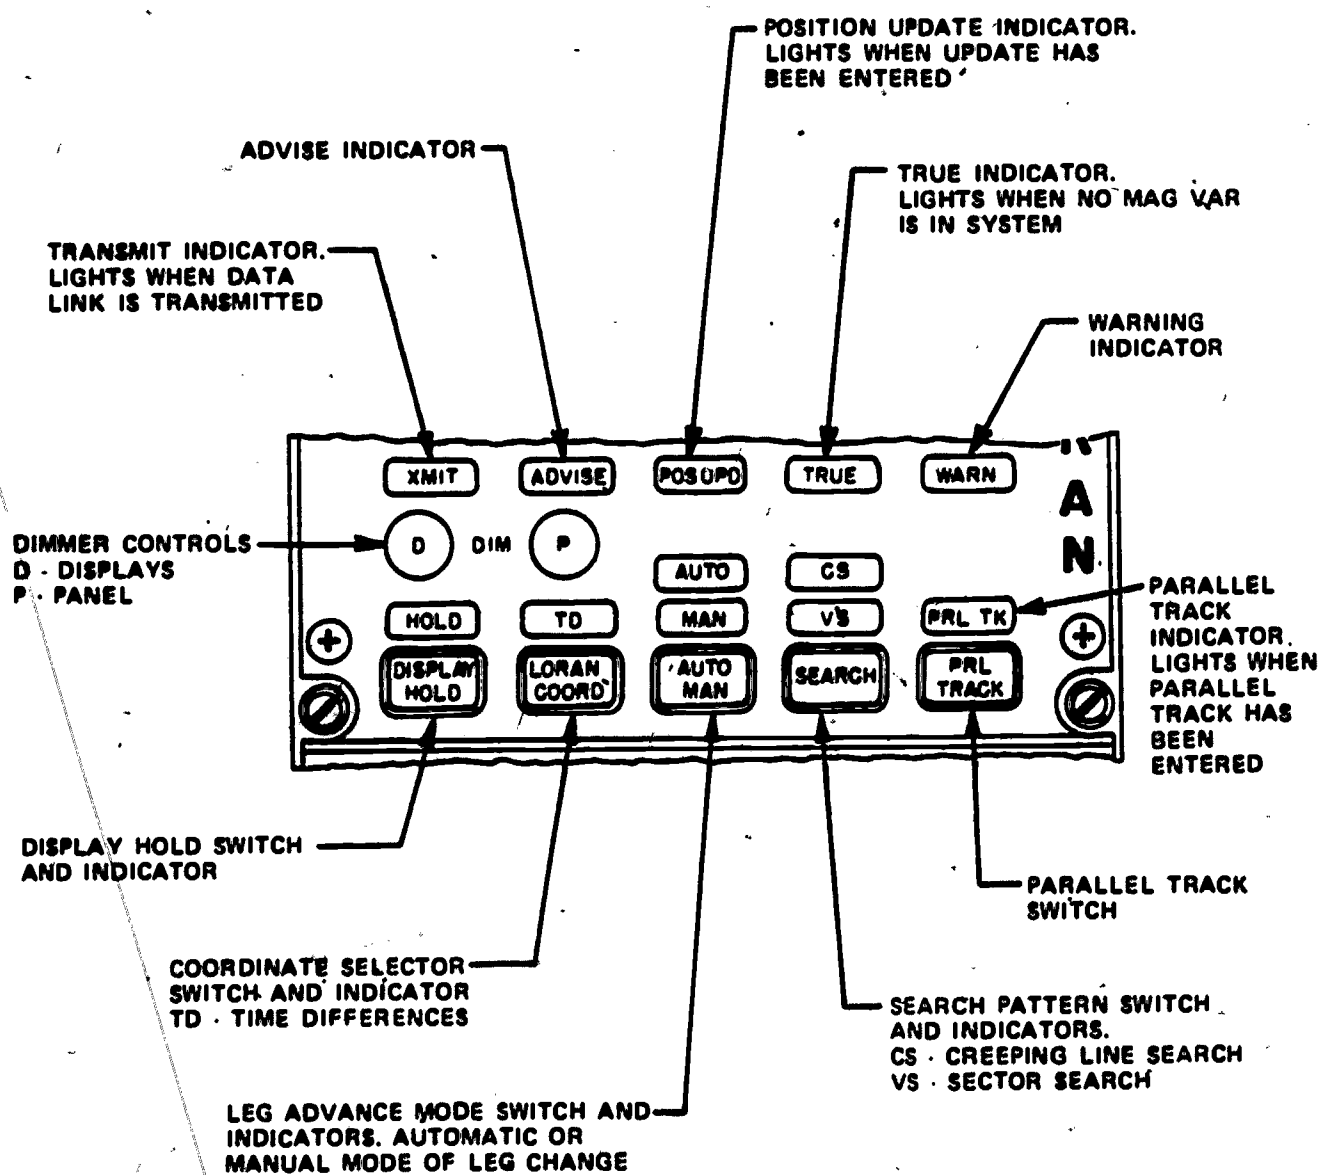 POSITION UPDATE INDICATOR.
LIGHTS WHEN UPDATE HAS
BEEN ENTERED
ADVISE INDICATOR
TRUE INDICATOR.
LIGHTS WHEN NO MAG VAR
IS IN SYSTEM
TRANSMIT INDICATOR.
LIGHTS WHEN DATA
LINK IS TRANSMITTED
WARNING
INDICATOR
XMIT ADVISE POS UPD TRUE WARN
A
N
DIMMER CONTROLS
D - DISPLAYS
P - PANEL
D DIM P
AUTO CS
HOLD TD MAN VS PRL TK
DISPLAY
HOLD
LORAN
COORD
AUTO
MAN
SEARCH
PRL
TRACK
PARALLEL
TRACK
INDICATOR.
LIGHTS WHEN
PARALLEL
TRACK HAS
BEEN
ENTERED
DISPLAY HOLD SWITCH
AND INDICATOR
PARALLEL TRACK
SWITCH
COORDINATE SELECTOR
SWITCH AND INDICATOR
TD - TIME DIFFERENCES
SEARCH PATTERN SWITCH
AND INDICATORS.
CS - CREEPING LINE SEARCH
VS - SECTOR SEARCH
LEG ADVANCE MODE SWITCH AND
INDICATORS. AUTOMATIC OR
MANUAL MODE OF LEG CHANGE